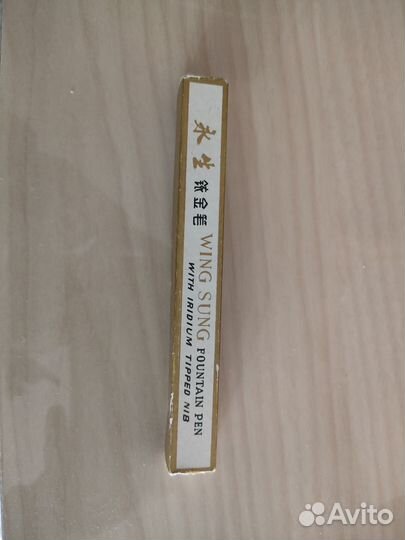 永生
铱金笔
WING SUNG
FOUNTAIN PEN
WITH IRIDIUM TIPPED NIB
Avito